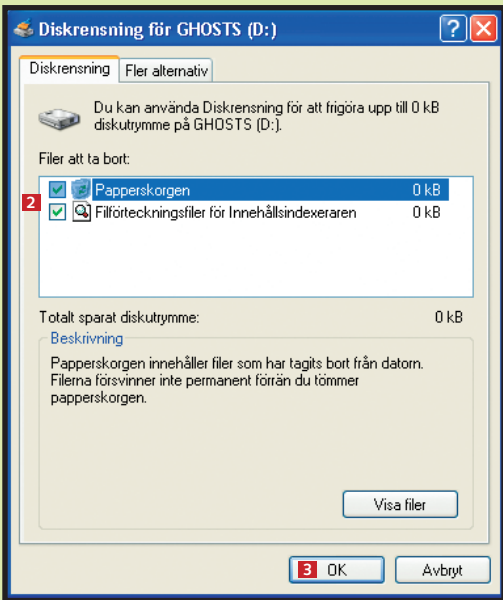 Diskrensning för GHOSTS (D:)
Diskrensning Fler alternativ
Du kan använda Diskrensning för att frigöra upp till 0 kB
diskutrymme på GHOSTS (D:).
Filer att ta bort:
Papperskorgen 0 kB
2
Filförteckningsfiler för Innehållsindexeraren 0 kB
Totalt sparat diskutrymme: 0 kB
Beskrivning
Papperskorgen innehåller filer som har tagits bort från datorn.
Filerna försvinner inte permanent förrän du tömmer
papperskorgen.
Visa filer
3 OK Avbryt